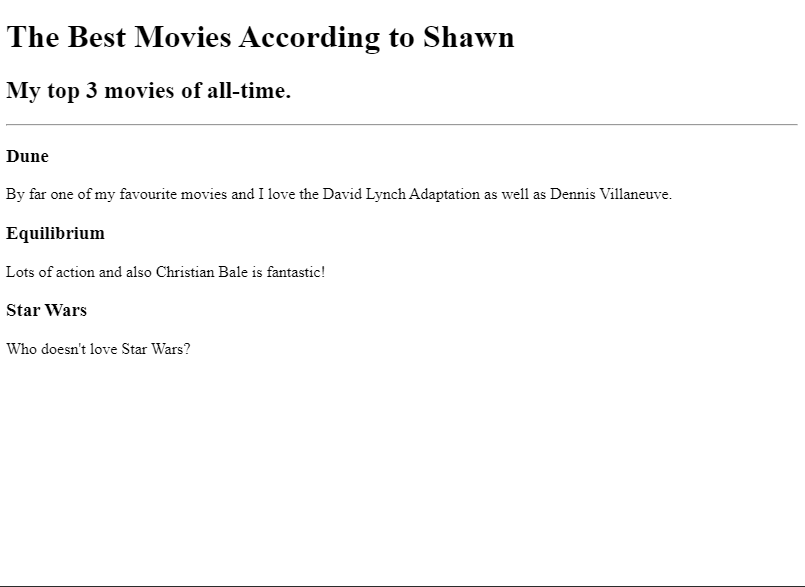 The Best Movies According to Shawn
My top 3 movies of all-time.
Dune
By far one of my favourite movies and I love the David Lynch Adaptation as well as Dennis Villaneuve.
Equilibrium
Lots of action and also Christian Bale is fantastic!
Star Wars
Who doesn't love Star Wars?